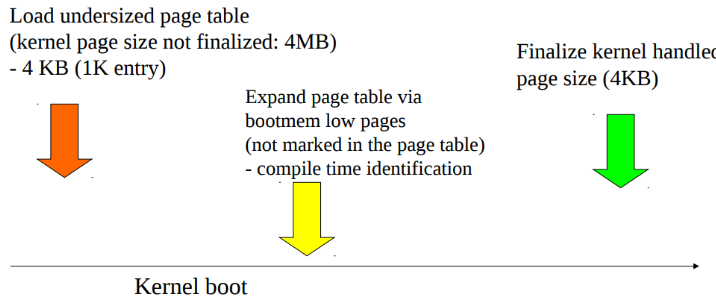 Load undersized page table
(kernel page size not finalized: 4MB)
- 4 KB (1K entry)
Expand page table via
bootmem low pages
(not marked in the page table)
- compile time identification
Finalize kernel handled
page size (4KB)
Kernel boot